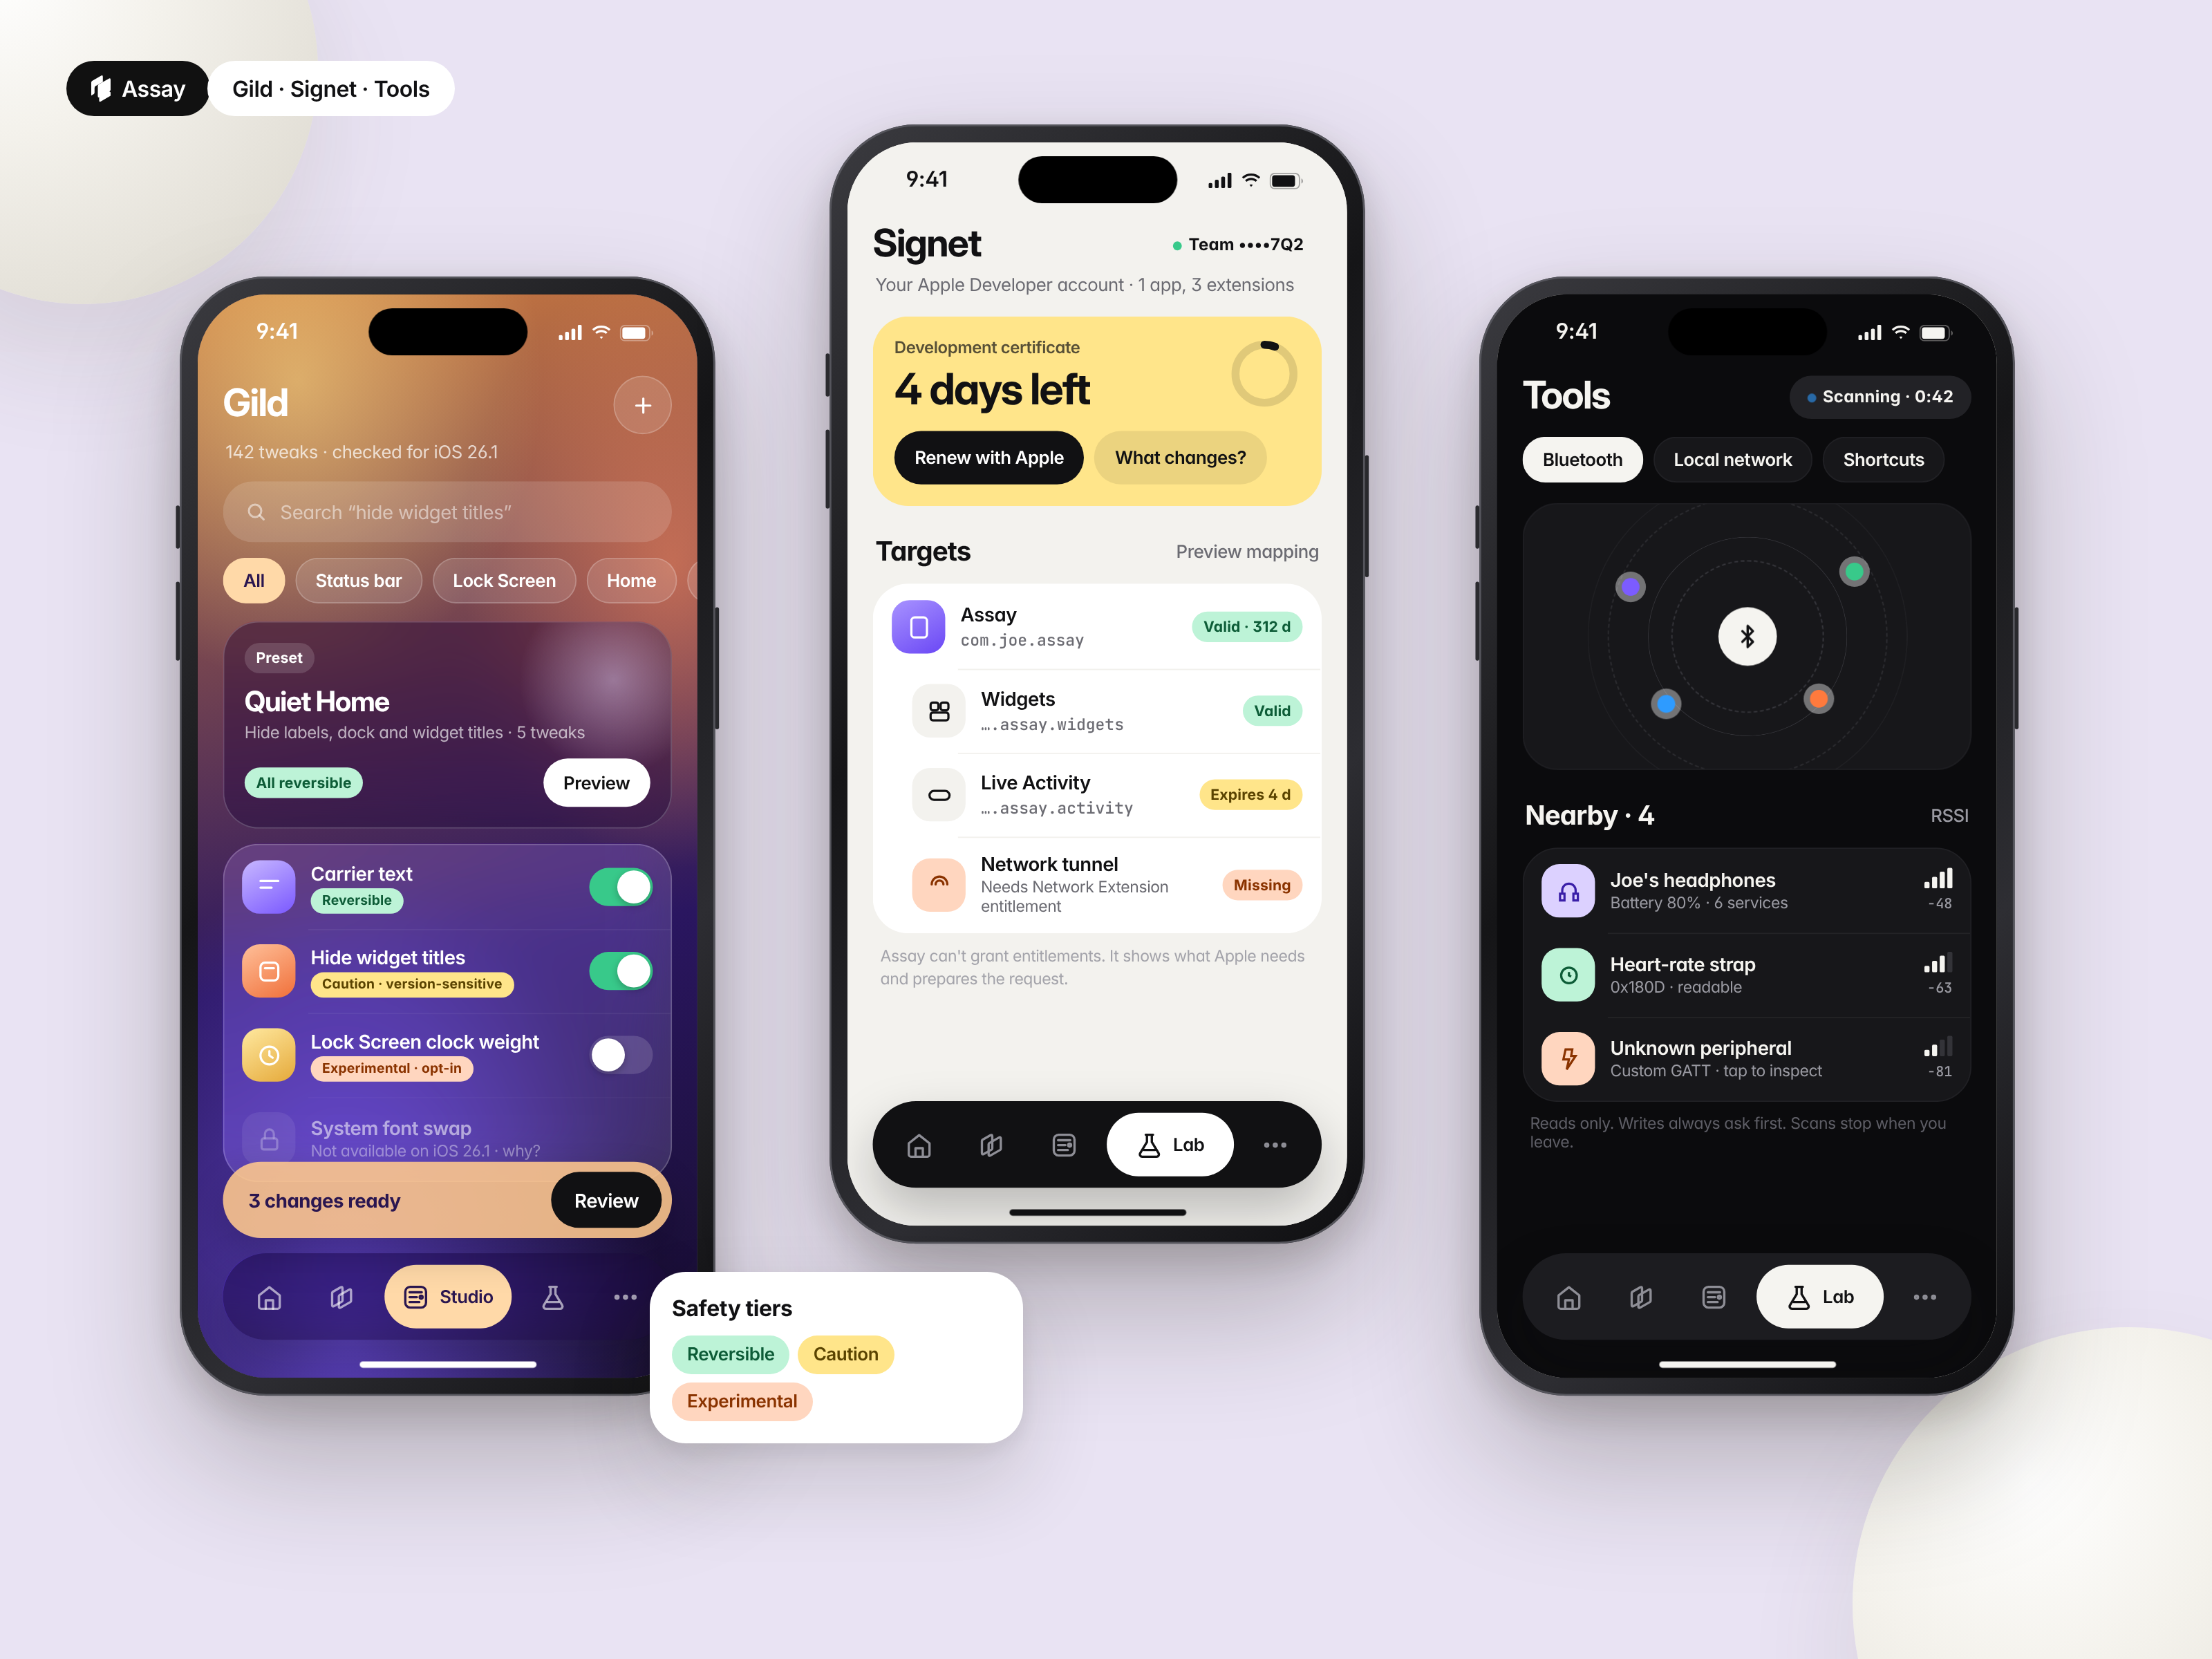 Assay
Gild · Signet · Tools
9:41
Gild
142 tweaks · checked for iOS 26.1
Search “hide widget titles”
All
Status bar
Lock Screen
Home
Preset
Quiet Home
Hide labels, dock and widget titles · 5 tweaks
All reversible
Preview
Carrier text
Reversible
Hide widget titles
Caution · version-sensitive
Lock Screen clock weight
Experimental · opt-in
System font swap
Not available on iOS 26.1 · why?
3 changes ready
Review
Studio
9:41
Signet
Team ••••7Q2
Your Apple Developer account · 1 app, 3 extensions
Development certificate
4 days left
Renew with Apple
What changes?
Targets
Preview mapping
Assay
com.joe.assay
Valid · 312 d
Widgets
….assay.widgets
Valid
Live Activity
….assay.activity
Expires 4 d
Network tunnel
Needs Network Extension
entitlement
Missing
Assay can't grant entitlements. It shows what Apple needs
and prepares the request.
Lab
Safety tiers
Reversible
Caution
Experimental
9:41
Tools
Scanning · 0:42
Bluetooth
Local network
Shortcuts
Nearby · 4
RSSI
Joe's headphones
Battery 80% · 6 services
-48
Heart-rate strap
0x180D · readable
-63
Unknown peripheral
Custom GATT · tap to inspect
-81
Reads only. Writes always ask first. Scans stop when you
leave.
Lab